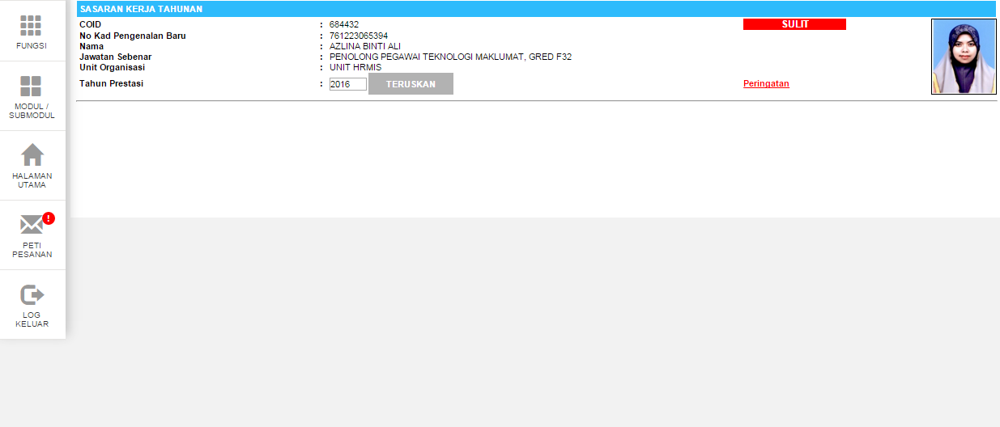 SASARAN KERJA TAHUNAN
COID : 684432 SULIT
No Kad Pengenalan Baru : 761223065394
Nama : AZLINA BINTI ALI
Jawatan Sebenar : PENOLONG PEGAWAI TEKNOLOGI MAKLUMAT, GRED F32
Unit Organisasi : UNIT HRMIS
Tahun Prestasi : 2016 TERUSKAN Peringatan
FUNGSI
MODUL /
SUBMODUL
HALAMAN
UTAMA
!
PETI
PESANAN
LOG
KELUAR